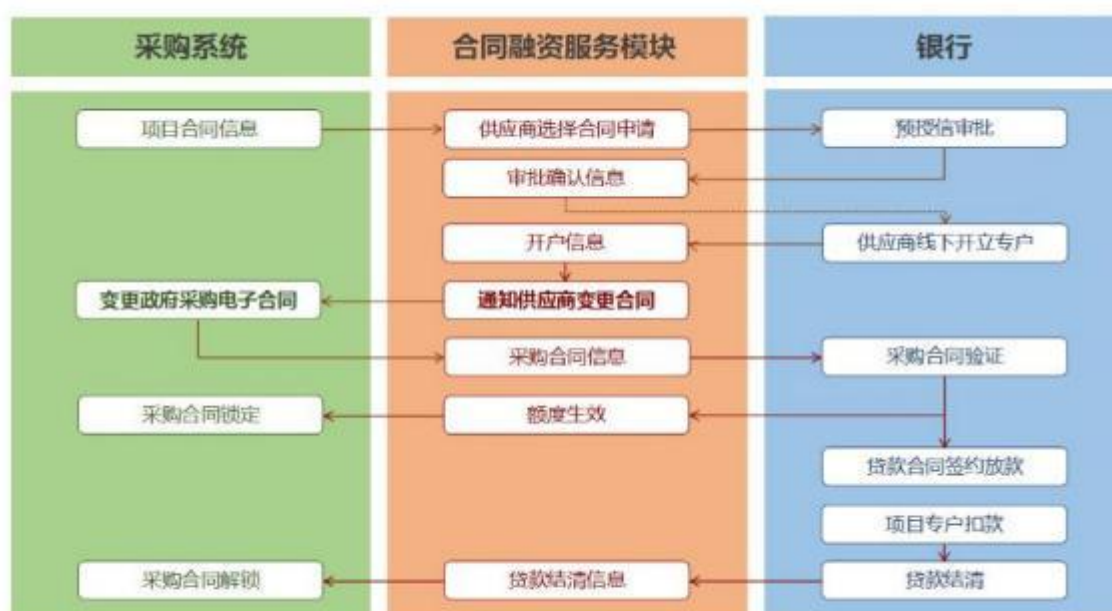 采购系统
合同融资服务模块
银行
项目合同信息
供应商选择合同申请
预授信审批
审批确认信息
开户信息
供应商线下开立专户
变更政府采购电子合同
通知供应商变更合同
采购合同信息
采购合同验证
采购合同锁定
额度生效
贷款合同签约放款
项目专户扣款
采购合同解锁
贷款结清信息
贷款结清